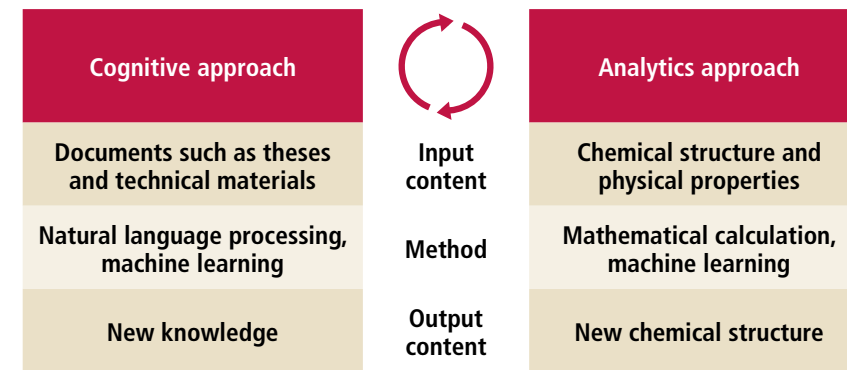 Cognitive approach
Analytics approach
Documents such as theses
and technical materials
Input
content
Chemical structure and
physical properties
Natural language processing,
machine learning
Method
Mathematical calculation,
machine learning
New knowledge
Output
content
New chemical structure